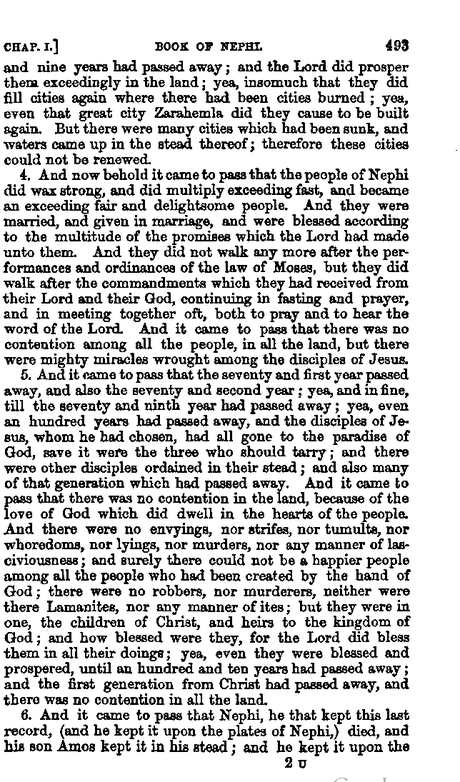 CHAP. I.] BOOK OF NEPHI. 493
and nine years had passed away; and the Lord did prosper
them exceedingly in the land; yea, insomuch that they did
fill cities again where there had been cities burned; yea,
even that great city Zarahemla did they cause to be built
again. But there were many cities which had been sunk, and
waters came up in the stead thereof; therefore these cities
could not be renewed.
4. And now behold it came to pass that the people of Nephi
did wax strong, and did multiply exceeding fast, and became
an exceeding fair and delightsome people. And they were
married, and given in marriage, and were blessed according
to the multitude of the promises which the Lord had made
unto them. And they did not walk any more after the per-
formances and ordinances of the law of Moses, but they did
walk after the commandments which they had received from
their Lord and their God, continuing in fasting and prayer,
and in meeting together oft, both to pray and to hear the
word of the Lord. And it came to pass that there was no
contention among all the people, in all the land, but there
were mighty miracles wrought among the disciples of Jesus.
5. And it came to pass that the seventy and first year passed
away, and also the seventy and second year; yea, and in fine,
till the seventy and ninth year had passed away; yea, even
an hundred years had passed away, and the disciples of Je-
sus, whom he had chosen, had all gone to the paradise of
God, save it were the three who should tarry; and there
were other disciples ordained in their stead; and also many
of that generation which had passed away. And it came to
pass that there was no contention in the land, because of the
love of God which did dwell in the hearts of the people.
And there were no envyings, nor strifes, nor tumults, nor
whoredoms, nor lyings, nor murders, nor any manner of las-
civiousness; and surely there could not be a happier people
among all the people who had been created by the hand of
God; there were no robbers, nor murderers, neither were
there Lamanites, nor any manner of ites; but they were in
one, the children of Christ, and heirs to the kingdom of
God; and how blessed were they, for the Lord did bless
them in all their doings; yea, even they were blessed and
prospered, until an hundred and ten years had passed away;
and the first generation from Christ had passed away, and
there was no contention in all the land.
6. And it came to pass that Nephi, he that kept this last
record, (and he kept it upon the plates of Nephi,) died, and
his son Amos kept it in his stead; and he kept it upon the
2 U